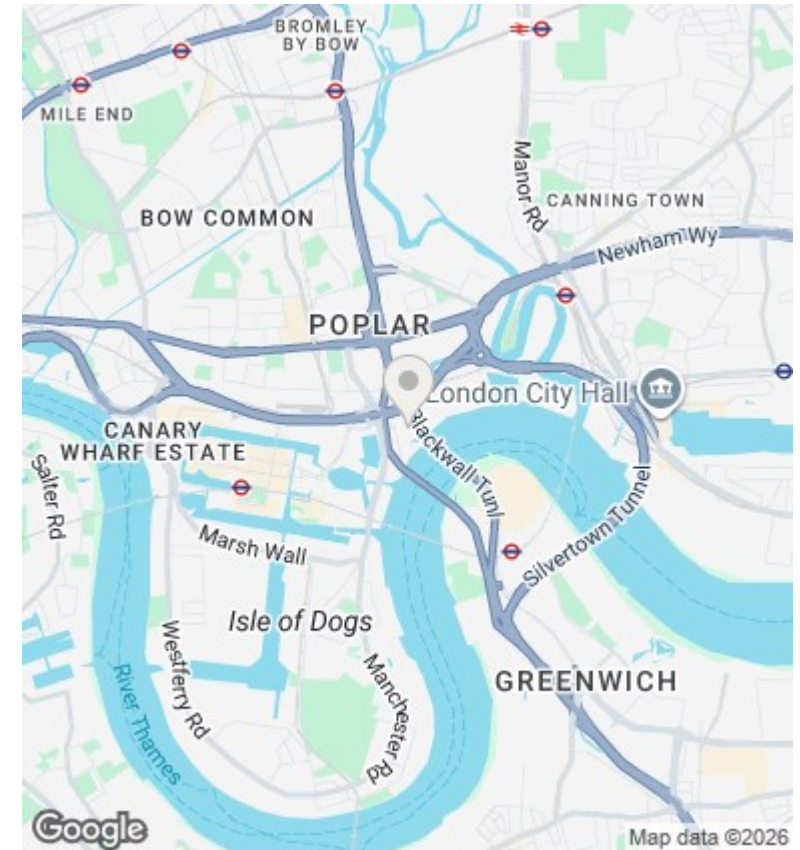 BROMLEY
BY BOW
MILE END
Manor Rd
CANNING TOWN
BOW COMMON
Newham Wy
POPLAR
London City Hall
Blackwall Tunl
CANARY
WHARF ESTATE
Salter Rd
Marsh Wall
Silvertown Tunnel
Isle of Dogs
Westferry Rd
Manchester Rd
GREENWICH
River Thames
Google
Map data ©2026